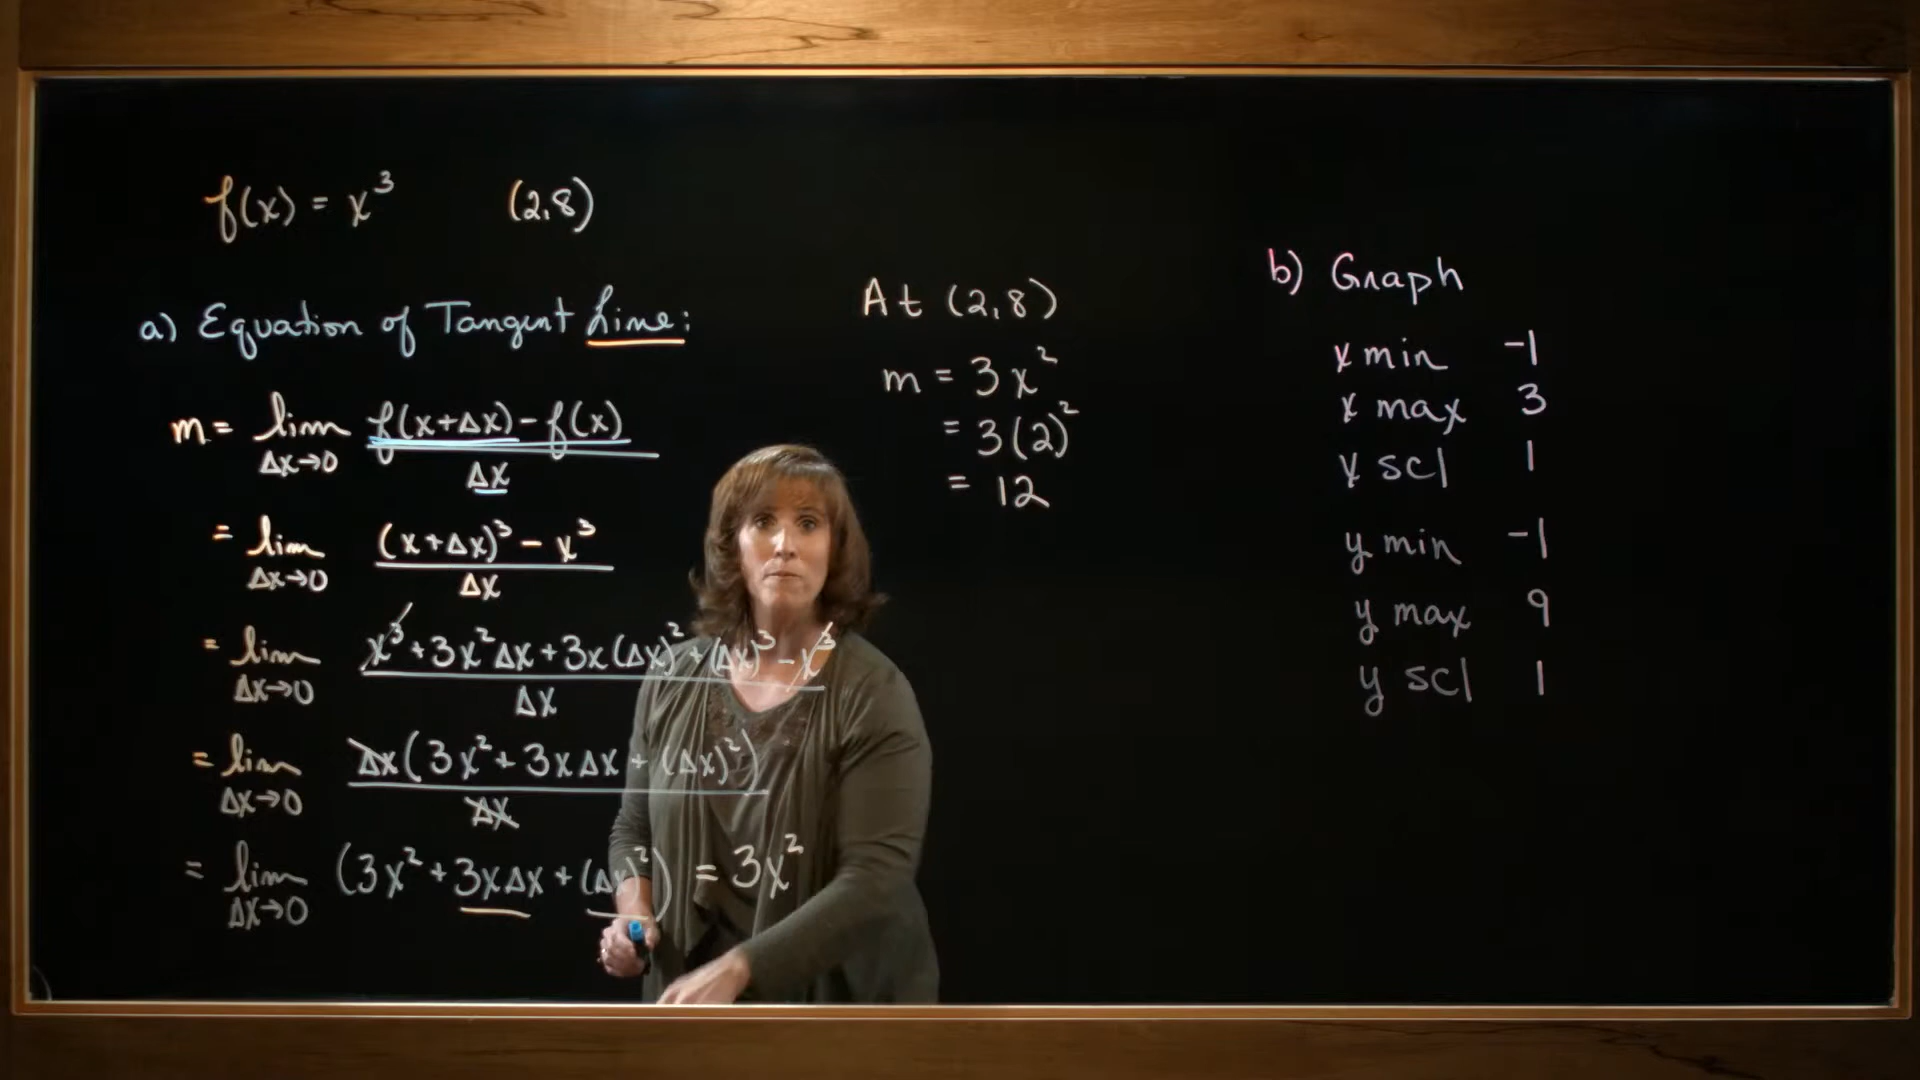 f(x) = x³ (2,8)
a) Equation of Tangent Line:
m = lim Δx→0 f(x+Δx) - f(x) / Δx
= lim Δx→0 (x+Δx)³ - x³ / Δx
= lim Δx→0 x³ + 3x²Δx + 3x(Δx)² + (Δx)³ - x³ / Δx
= lim Δx→0 Δx(3x² + 3xΔx + (Δx)²) / Δx
= lim Δx→0 (3x² + 3xΔx + (Δx)²) = 3x²
At (2,8)
m = 3x²
= 3(2)²
= 12
b) Graph
x min -1
x max 3
x scl 1
y min -1
y max 9
y scl 1